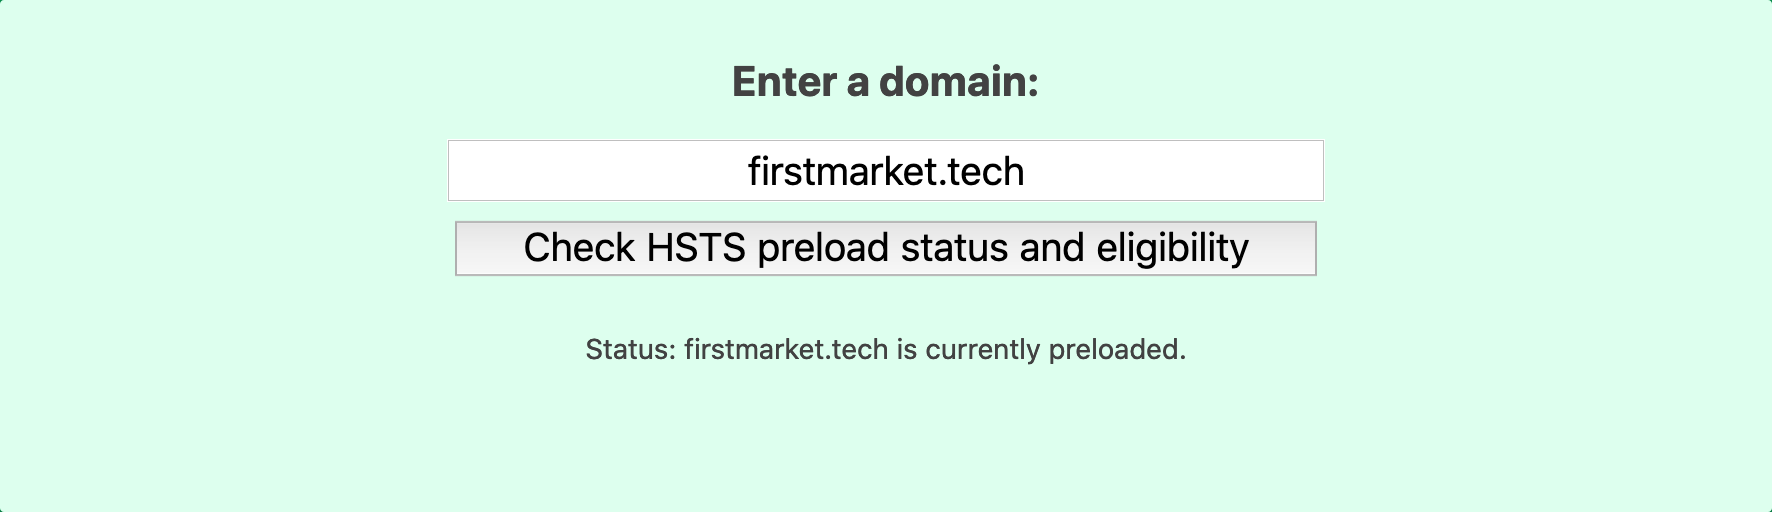 Enter a domain:
firstmarket.tech
Check HSTS preload status and eligibility
Status: firstmarket.tech is currently preloaded.